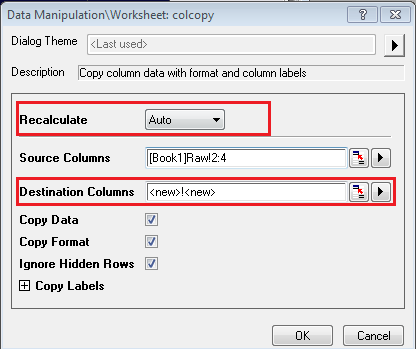 Data Manipulation\Worksheet: colcopy
Dialog Theme <Last used>
Description Copy column data with format and column labels
Recalculate Auto
Source Columns [Book1]Raw!2:4
Destination Columns <new>!<new>
Copy Data
Copy Format
Ignore Hidden Rows
Copy Labels
OK Cancel